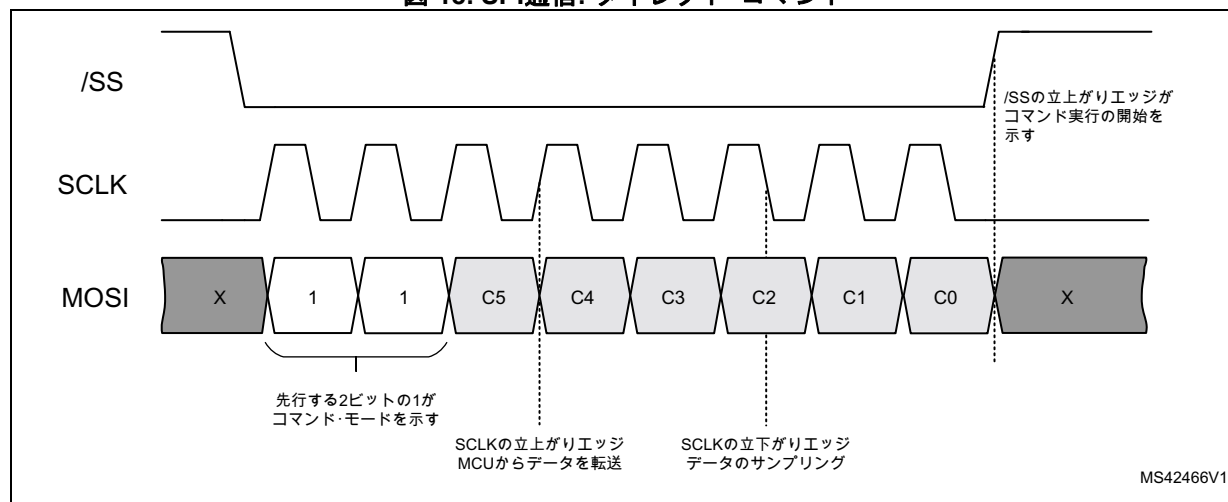 /SS
/SSの立上がりエッジが
コマンド実行の開始を
示す
SCLK
MOSI
X
1
1
C5
C4
C3
C2
C1
C0
X
先行する2ビットの1が
コマンド･モードを示す
SCLKの立上がりエッジ
MCUからデータを転送
SCLKの立下がりエッジ
データのサンプリング
MS42466V1